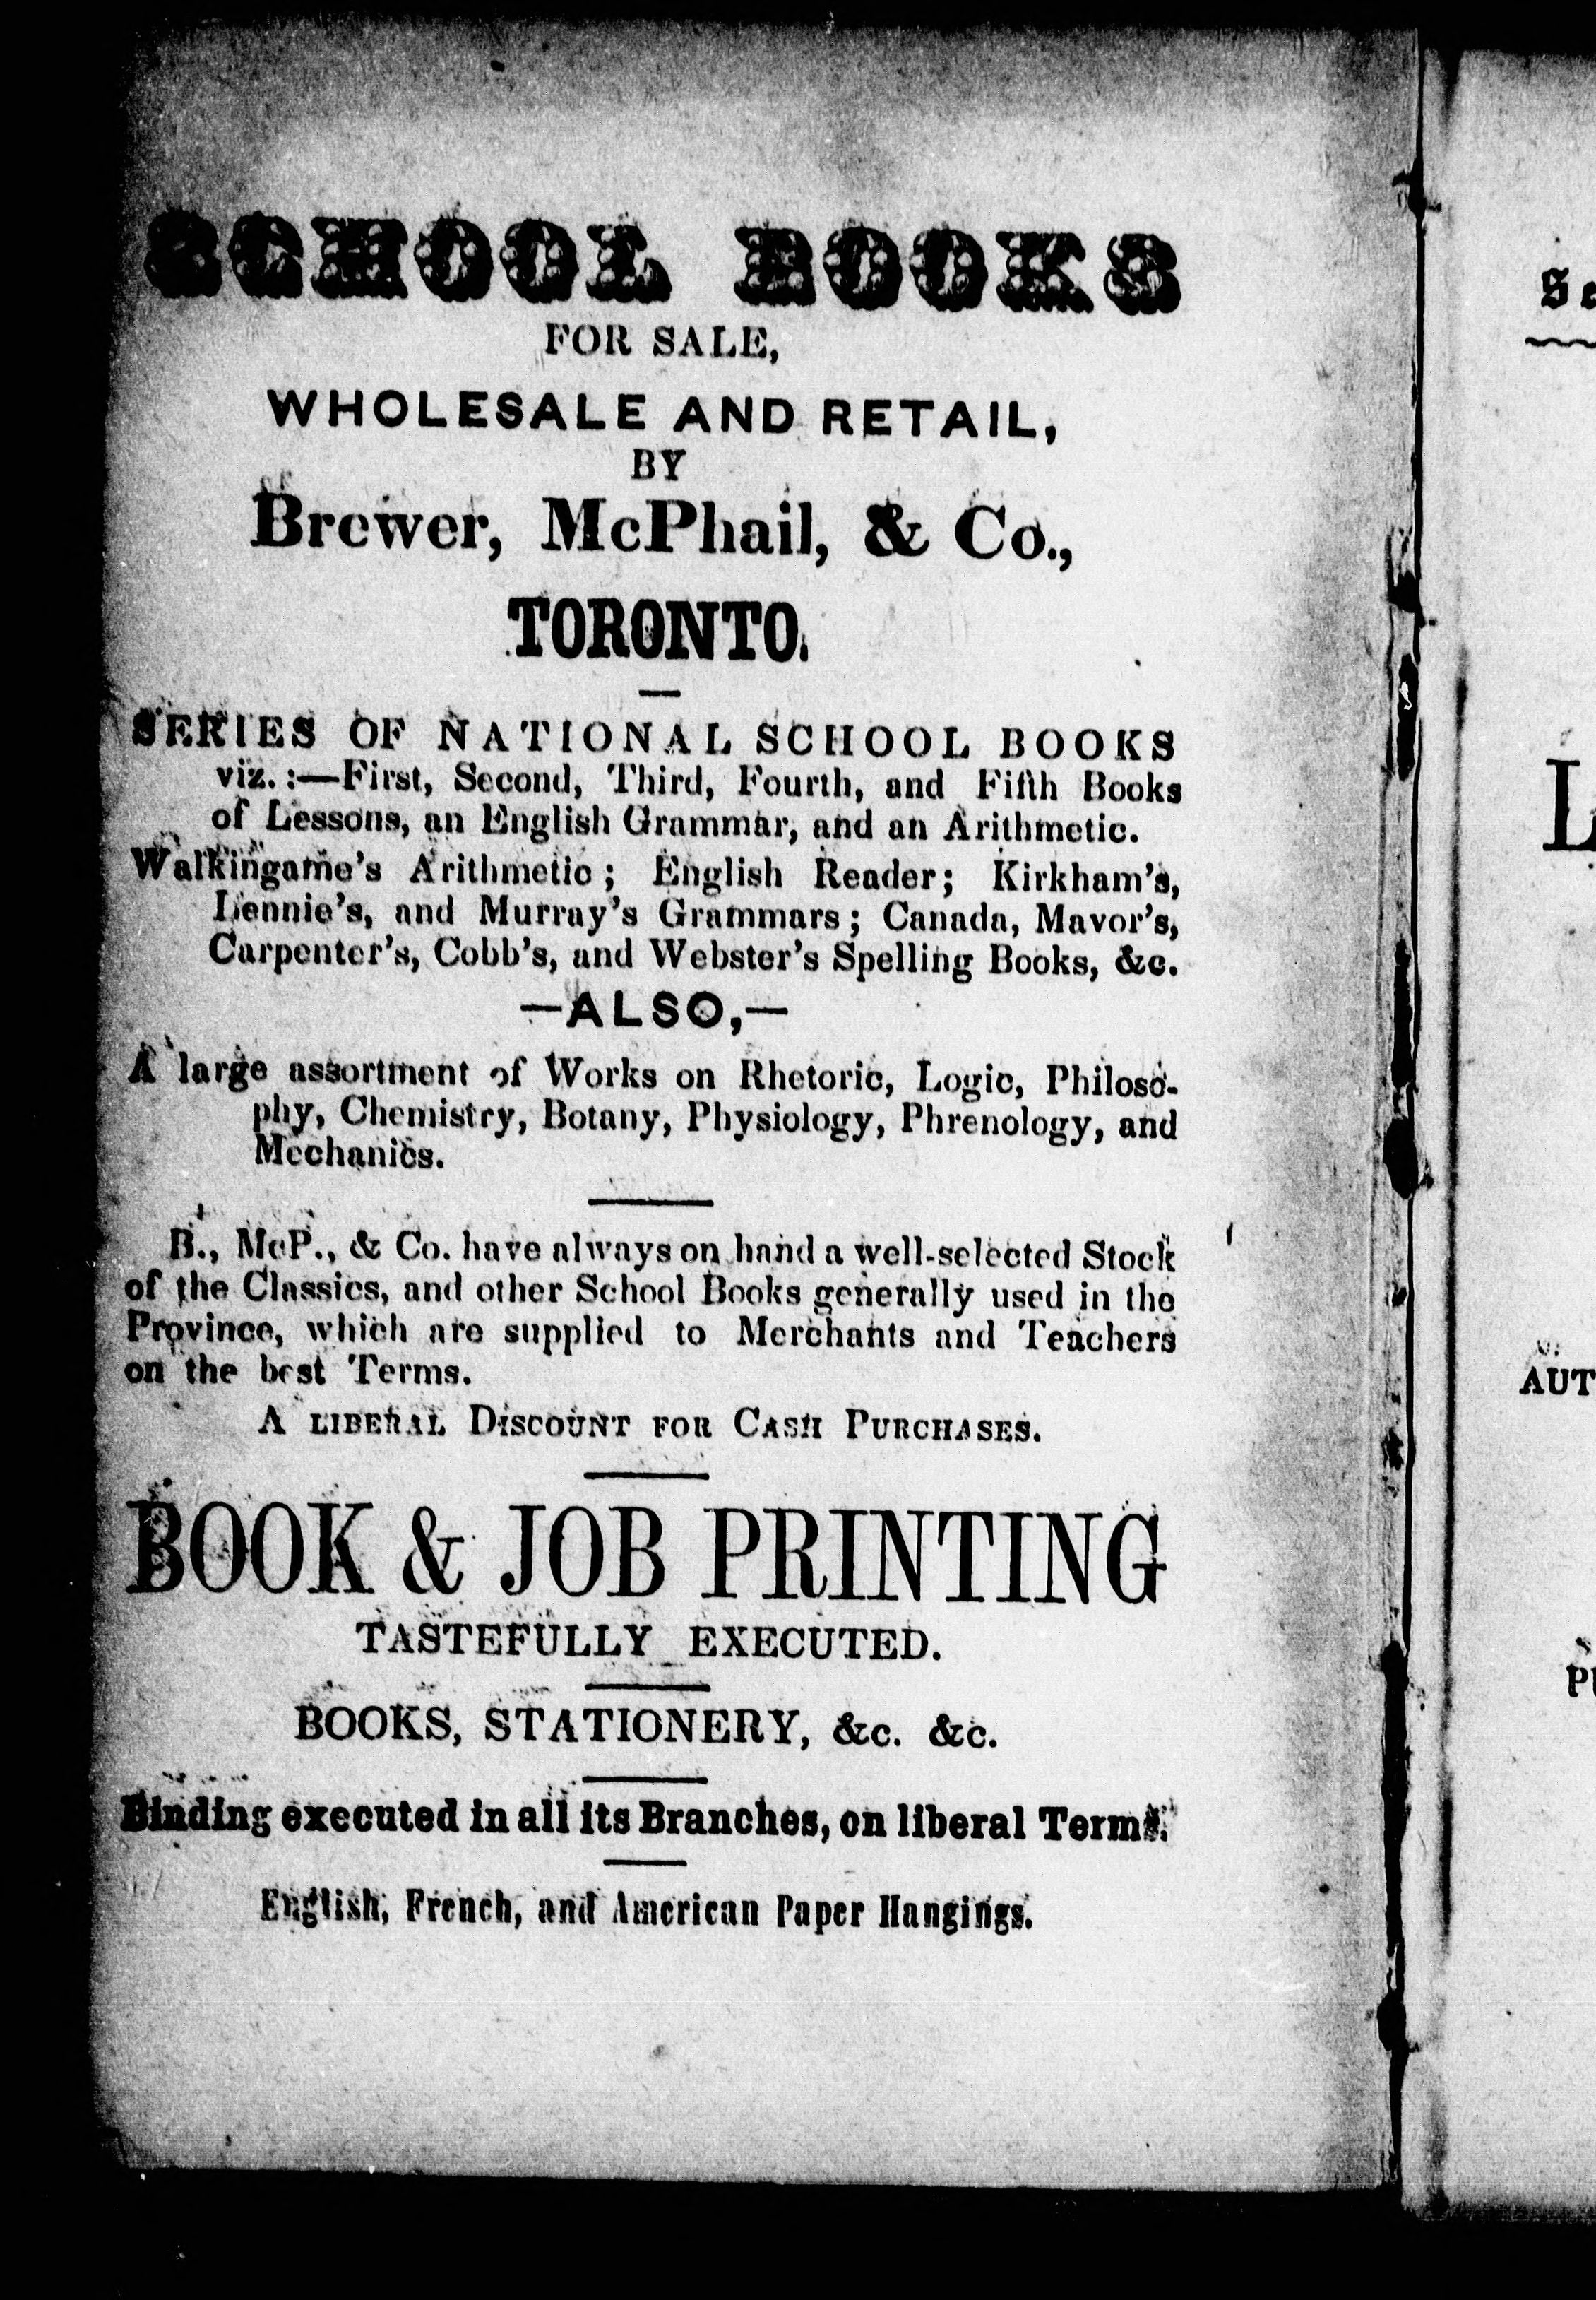 SCHOOL BOOKS
FOR SALE,
WHOLESALE AND RETAIL,
BY
Brewer, McPhail, & Co.,
TORONTO.
SERIES OF NATIONAL SCHOOL BOOKS
viz. :—First, Second, Third, Fourth, and Fifth Books
of Lessons, an English Grammar, and an Arithmetic.
Walkingame's Arithmetic ; English Reader; Kirkham's,
Lennie's, and Murray's Grammars ; Canada, Mavor's,
Carpenter's, Cobb's, and Webster's Spelling Books, &c.
—ALSO,—
A large assortment of Works on Rhetoric, Logic, Philoso-
phy, Chemistry, Botany, Physiology, Phrenology, and
Mechanics.
B., McP., & Co. have always on hand a well-selected Stock
of the Classics, and other School Books generally used in the
Province, which are supplied to Merchants and Teachers
on the best Terms.
A LIBERAL DISCOUNT FOR CASH PURCHASES.
BOOK & JOB PRINTING
TASTEFULLY EXECUTED.
BOOKS, STATIONERY, &c. &c.
Binding executed in all its Branches, on liberal Terms.
English, French, and American Paper Hangings.
L
AUT